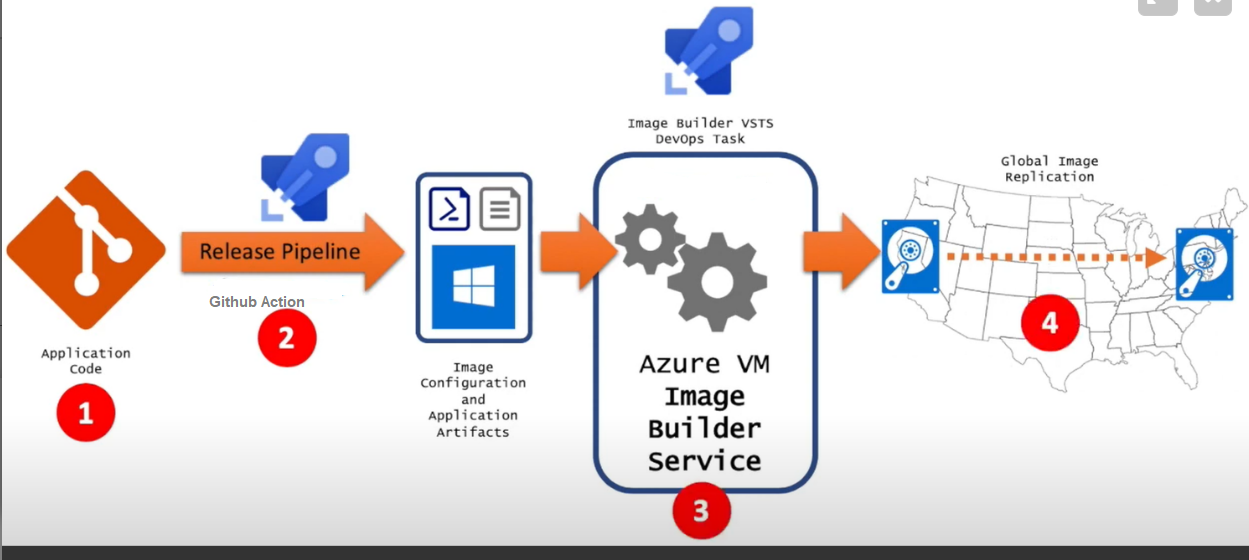 Image Builder VSTS
DevOps Task
Global Image
Replication
Release Pipeline
Github Action
2
Application
Code
1
Image
Configuration
and
Application
Artifacts
Azure VM
Image
Builder
Service
3
4